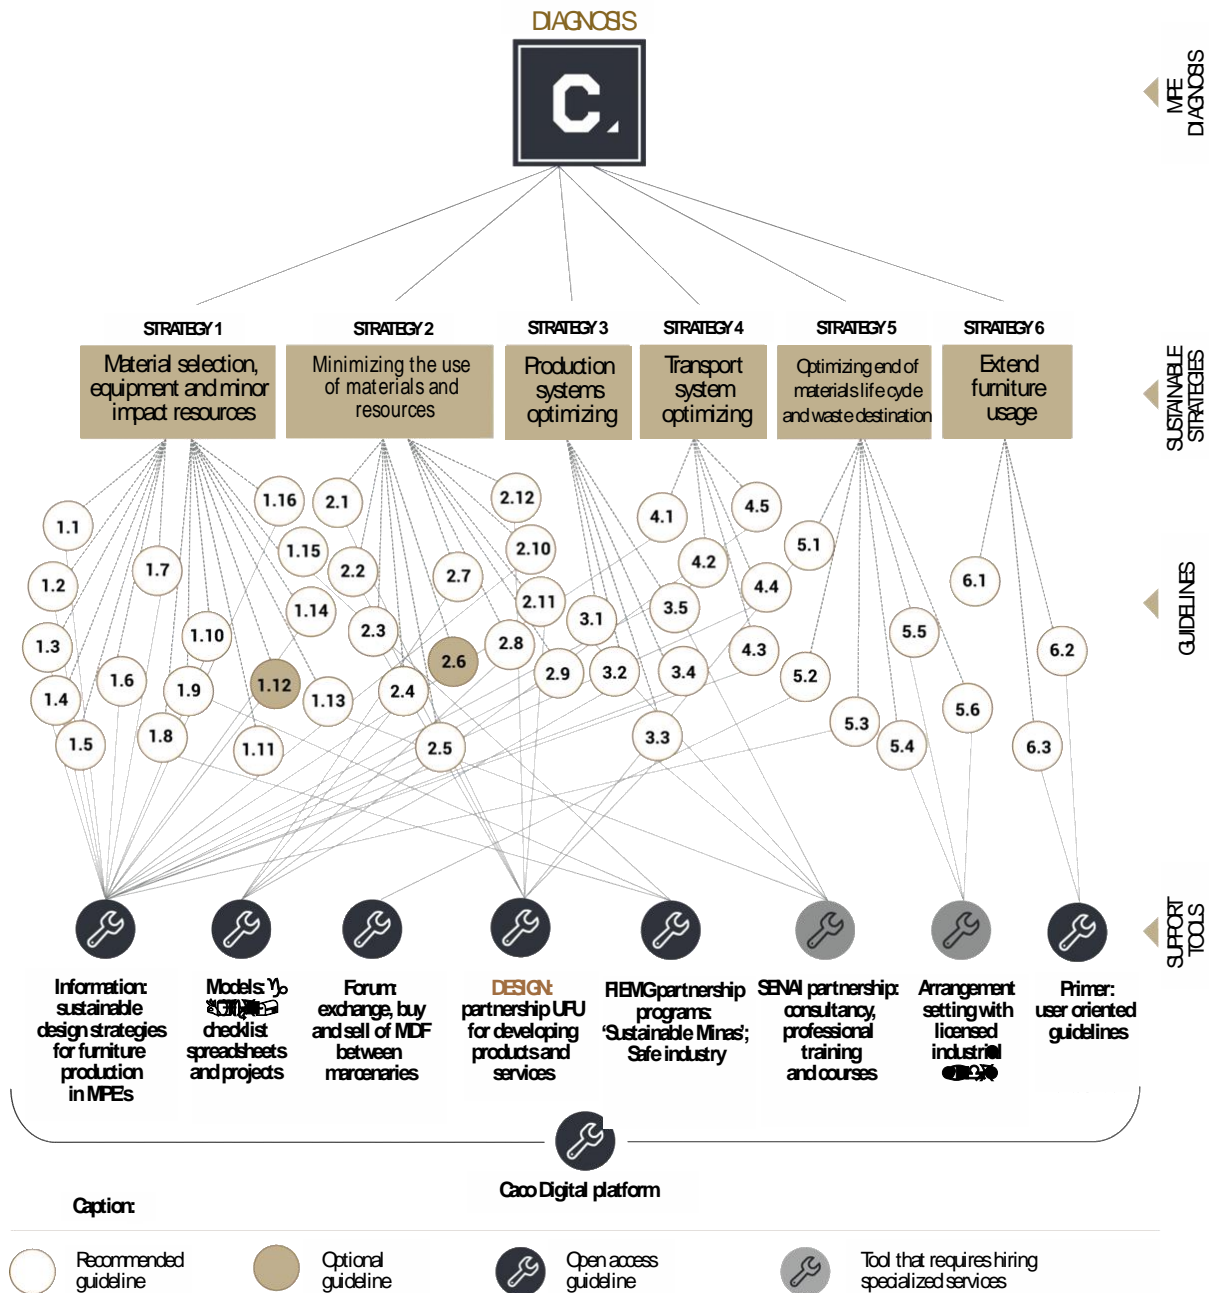 DIAGNOSIS
C.
MPE
DIAGNOSIS
STRATEGY 1
STRATEGY 2
STRATEGY 3
STRATEGY 4
STRATEGY 5
STRATEGY 6
Material selection,
equipment and minor
impact resources
Minimizing the use
of materials and
resources
Production
systems
optimizing
Transport
system
optimizing
Optimizing end of
materials life cycle
and waste destination
Extend
furniture
usage
SUSTAINABLE
STRATEGIES
1.1
1.2
1.3
1.4
1.5
1.6
1.7
1.8
1.9
1.10
1.11
1.12
1.13
1.14
1.15
1.16
2.1
2.2
2.3
2.4
2.5
2.6
2.7
2.8
2.9
2.10
2.11
2.12
3.1
3.2
3.3
3.4
3.5
4.1
4.2
4.3
4.4
4.5
5.1
5.2
5.3
5.4
5.5
5.6
6.1
6.2
6.3
GUIDELINES
SUPPORT
TOOLS
Information:
sustainable
design strategies
for furniture
production
in MPEs
Models:
checklist
spreadsheets
and projects
Forum:
exchange, buy
and sell of MDF
between
marcenaries
DESIGN:
partnership UFU
for developing
products and
services
FIEMG partnership
programs:
'Sustainable Minas';
Safe industry
SENAI partnership:
consultancy,
professional
training
and courses
Arrangement
setting with
licensed
industrial
Primer:
user oriented
guidelines
Caco Digital platform
Caption:
Recommended
guideline
Optional
guideline
Open access
guideline
Tool that requires hiring
specialized services